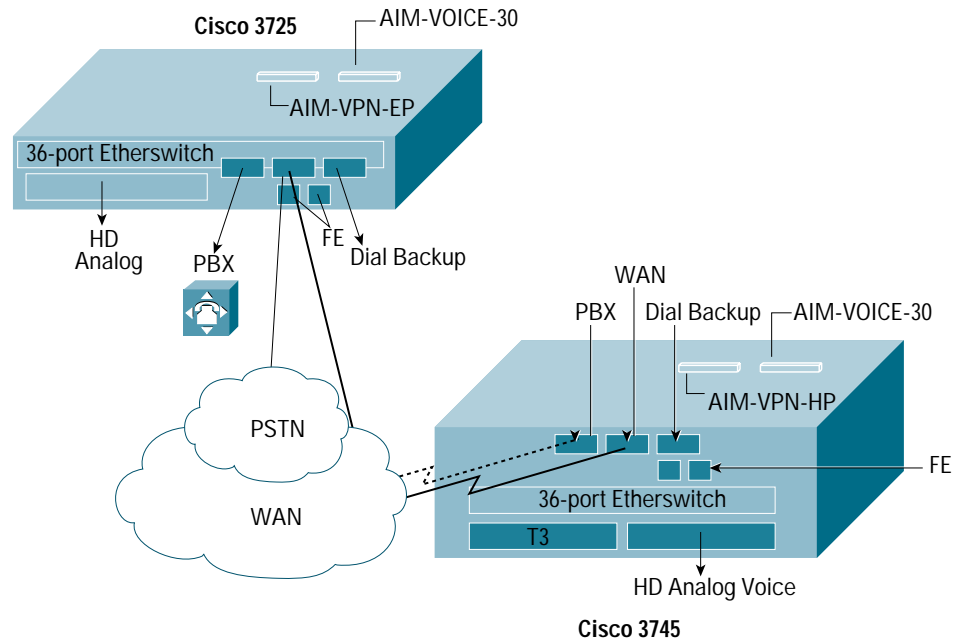 Cisco 3725
AIM-VOICE-30
AIM-VPN-EP
36-port Etherswitch
HD
Analog
PBX
FE
Dial Backup
WAN
PBX
Dial Backup
AIM-VOICE-30
AIM-VPN-HP
PSTN
WAN
FE
36-port Etherswitch
T3
HD Analog Voice
Cisco 3745